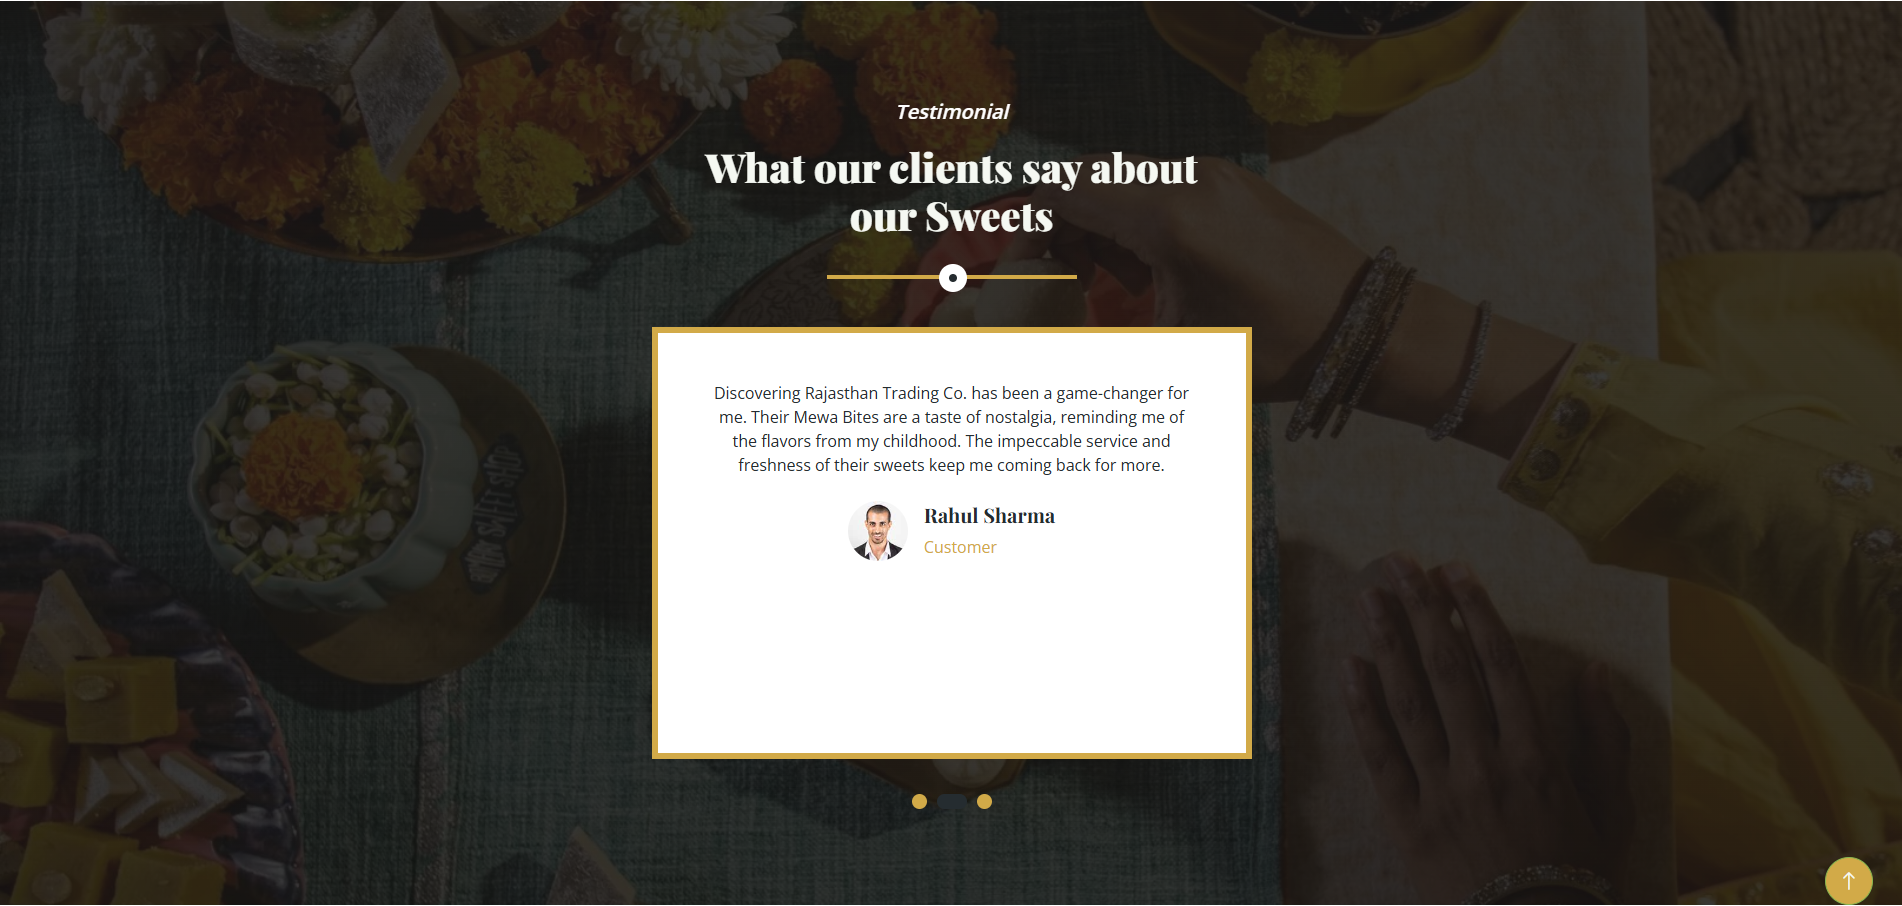 Testimonial
What our clients say about
our Sweets
Discovering Rajasthan Trading Co. has been a game-changer for
me. Their Mewa Bites are a taste of nostalgia, reminding me of
the flavors from my childhood. The impeccable service and
freshness of their sweets keep me coming back for more.
Rahul Sharma
Customer